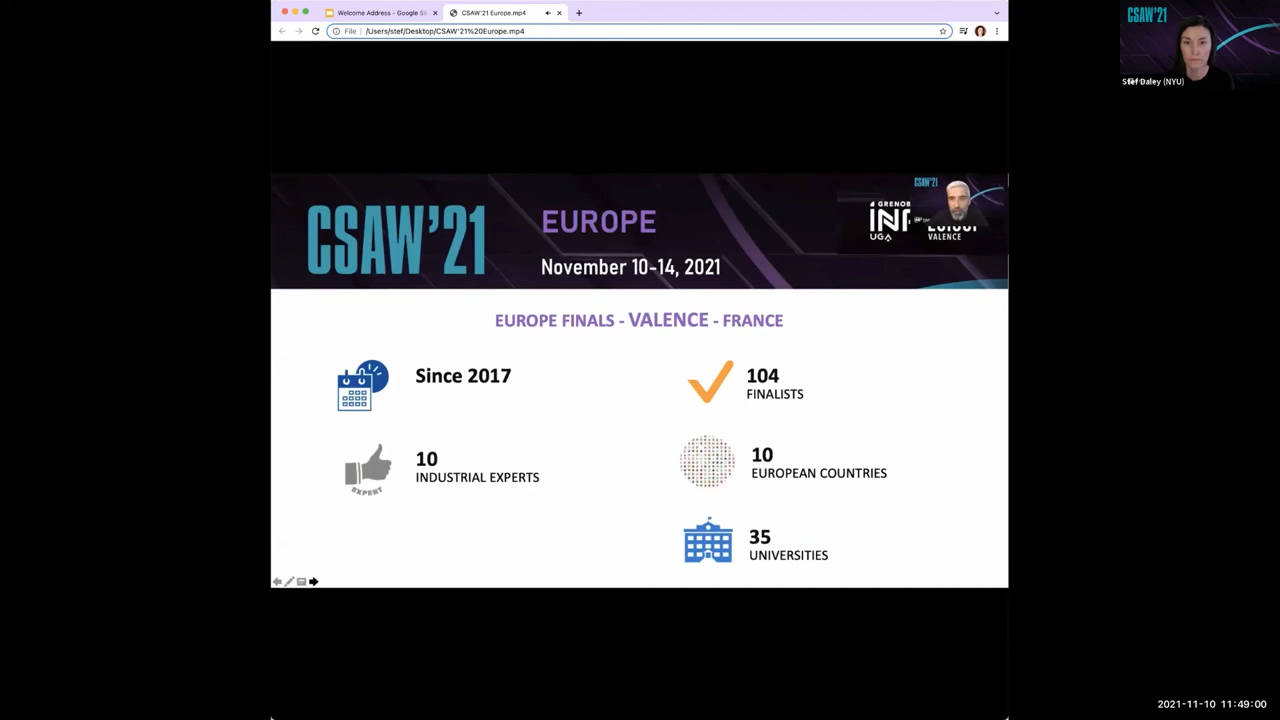 Welcome Address - Google Sl
CSAW'21 Europe.mp4
File
/Users/stef/Desktop/CSAW'21%20Europe.mp4
CSAW'21
Stef Daley (NYU)
CSAW'21
EUROPE
November 10-14, 2021
CSAW'21
UGA
VALENCE
EUROPE FINALS - VALENCE - FRANCE
Since 2017
104
FINALISTS
10
INDUSTRIAL EXPERTS
EXPERT
10
EUROPEAN COUNTRIES
35
UNIVERSITIES
2021-11-10 11:49:00